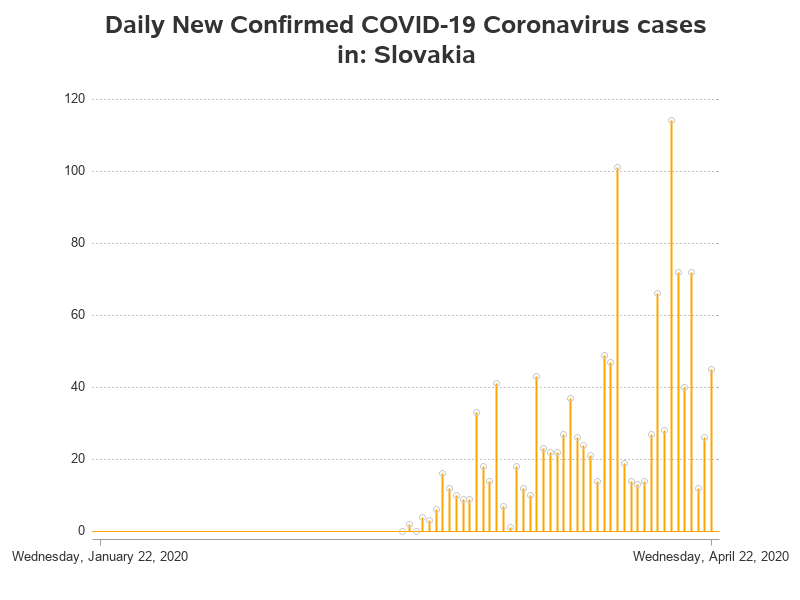 Daily New Confirmed COVID-19 Coronavirus cases
in: Slovakia
120
100
80
60
40
20
0
Wednesday, January 22, 2020 Wednesday, April 22, 2020